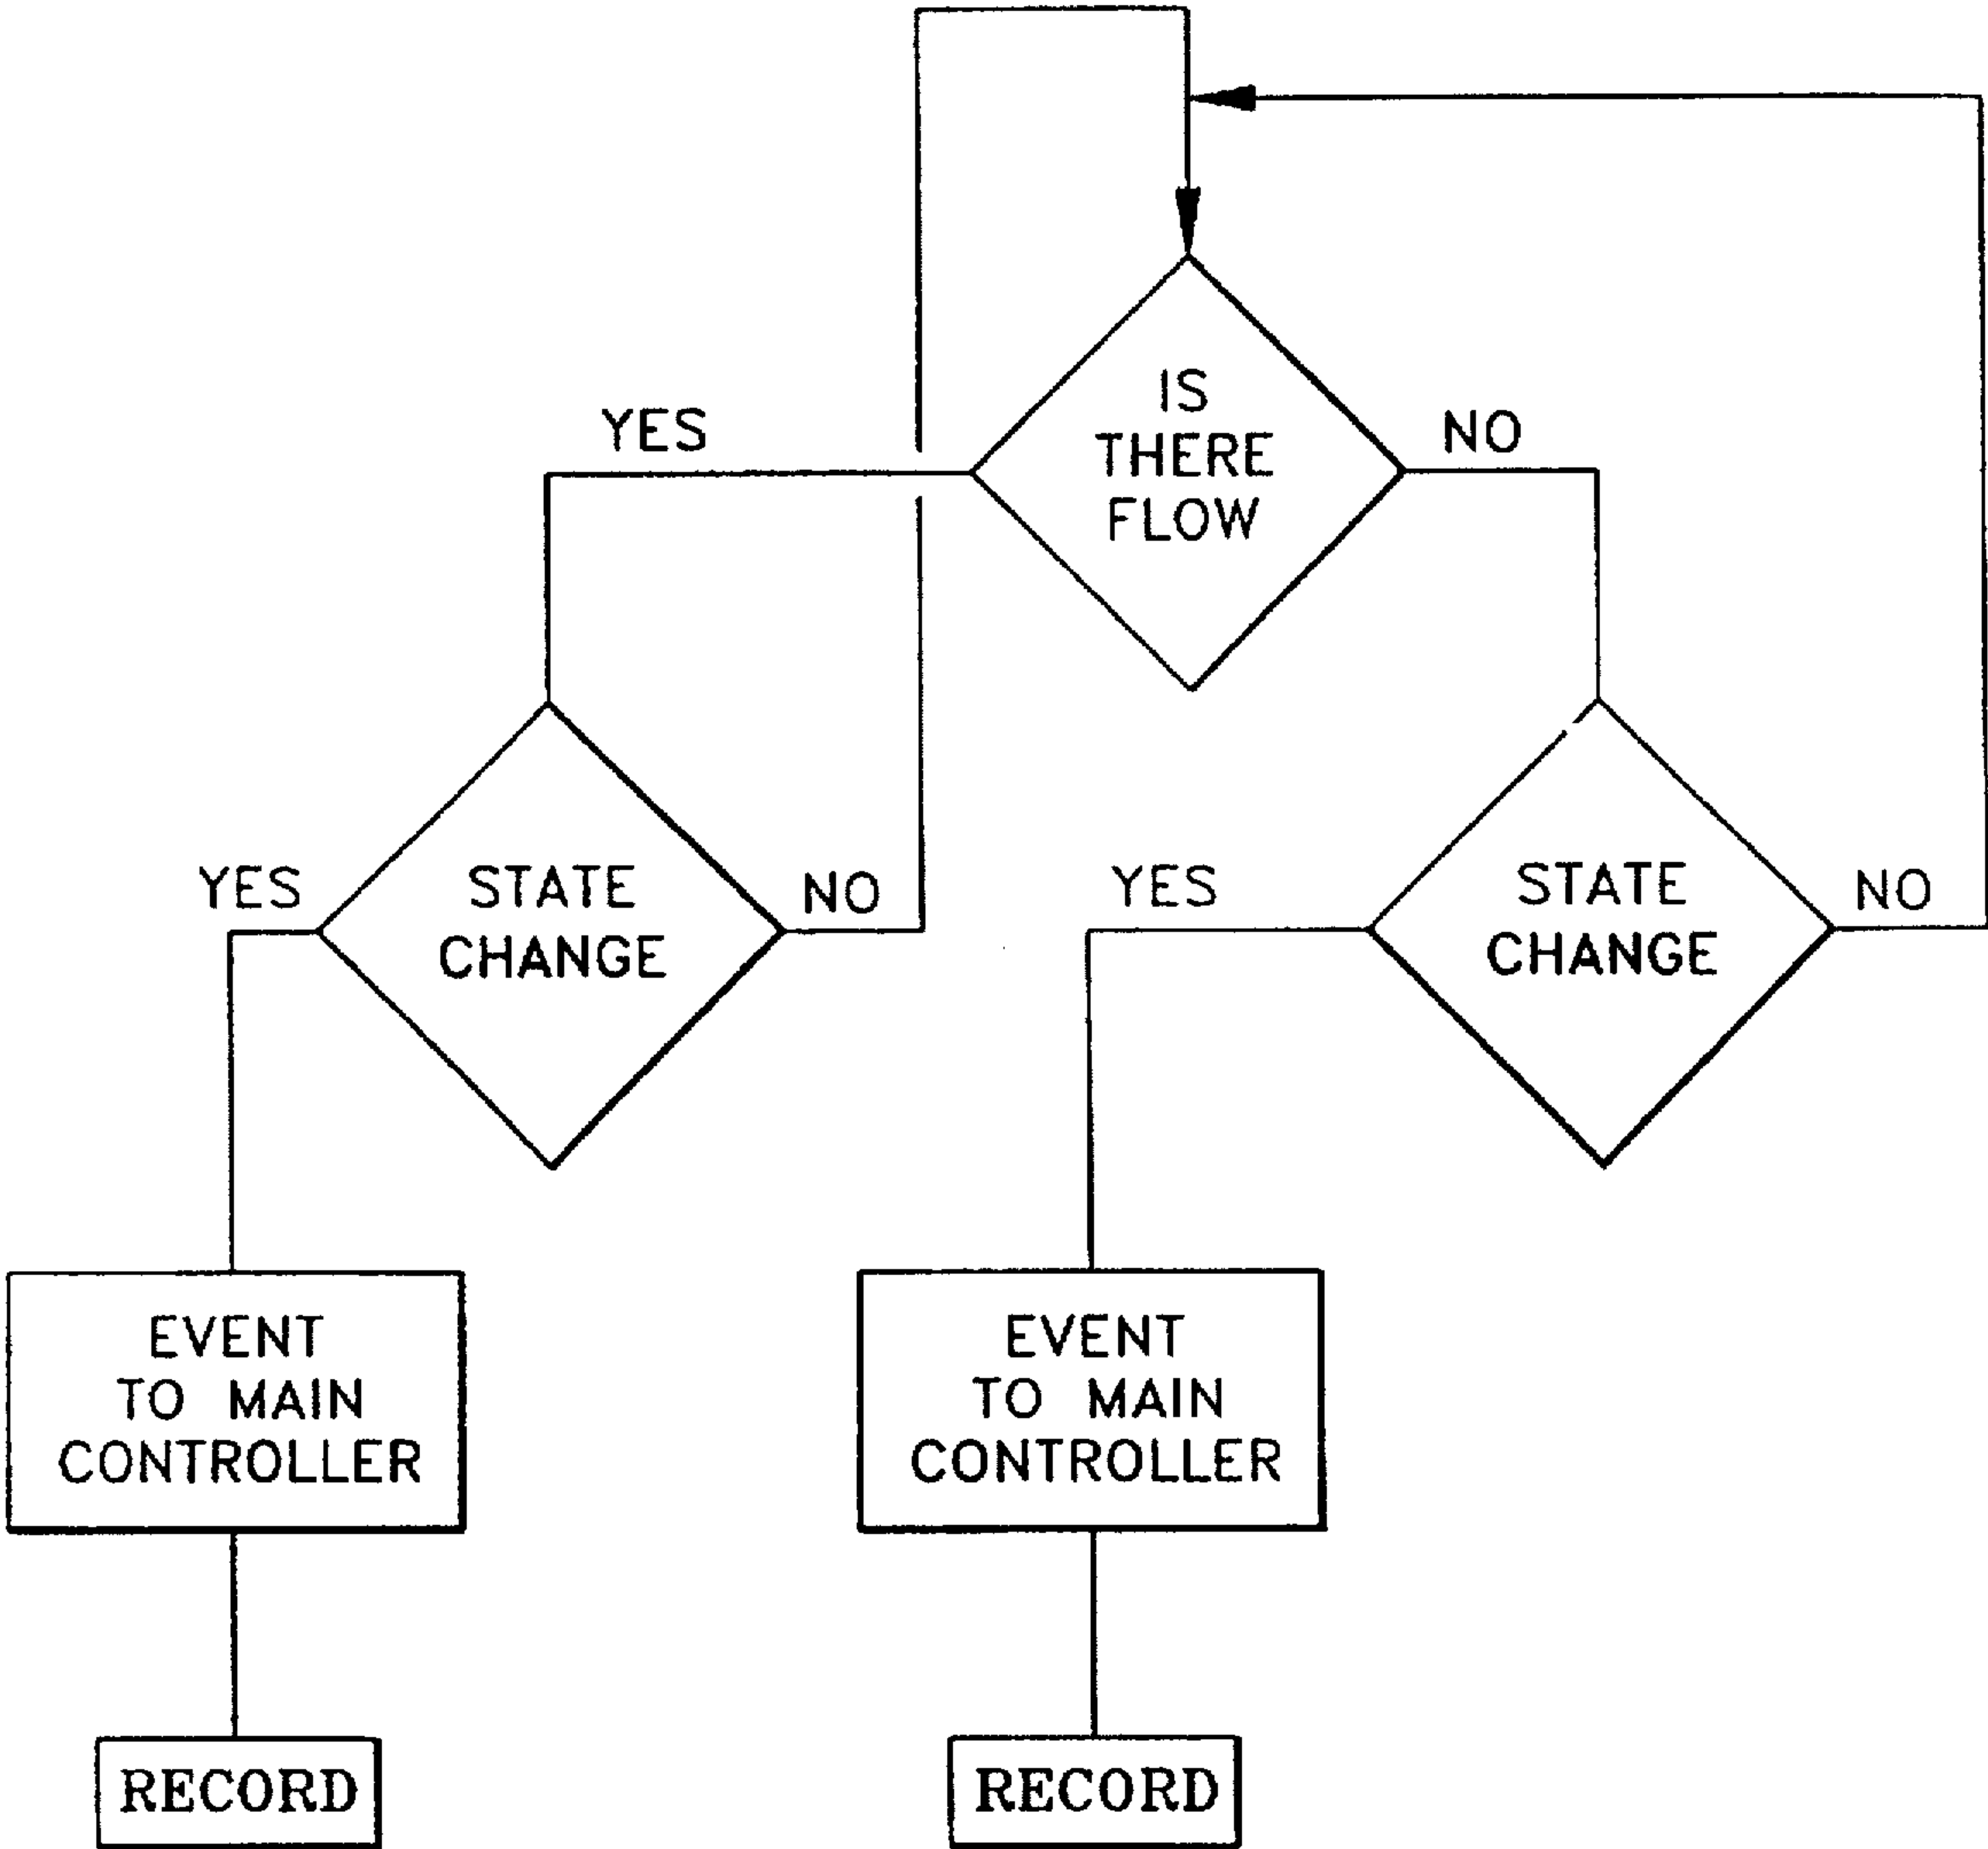 IS
THERE
FLOW
YES
NO
STATE
CHANGE
YES
NO
STATE
CHANGE
YES
NO
EVENT
TO MAIN
CONTROLLER
EVENT
TO MAIN
CONTROLLER
RECORD
RECORD